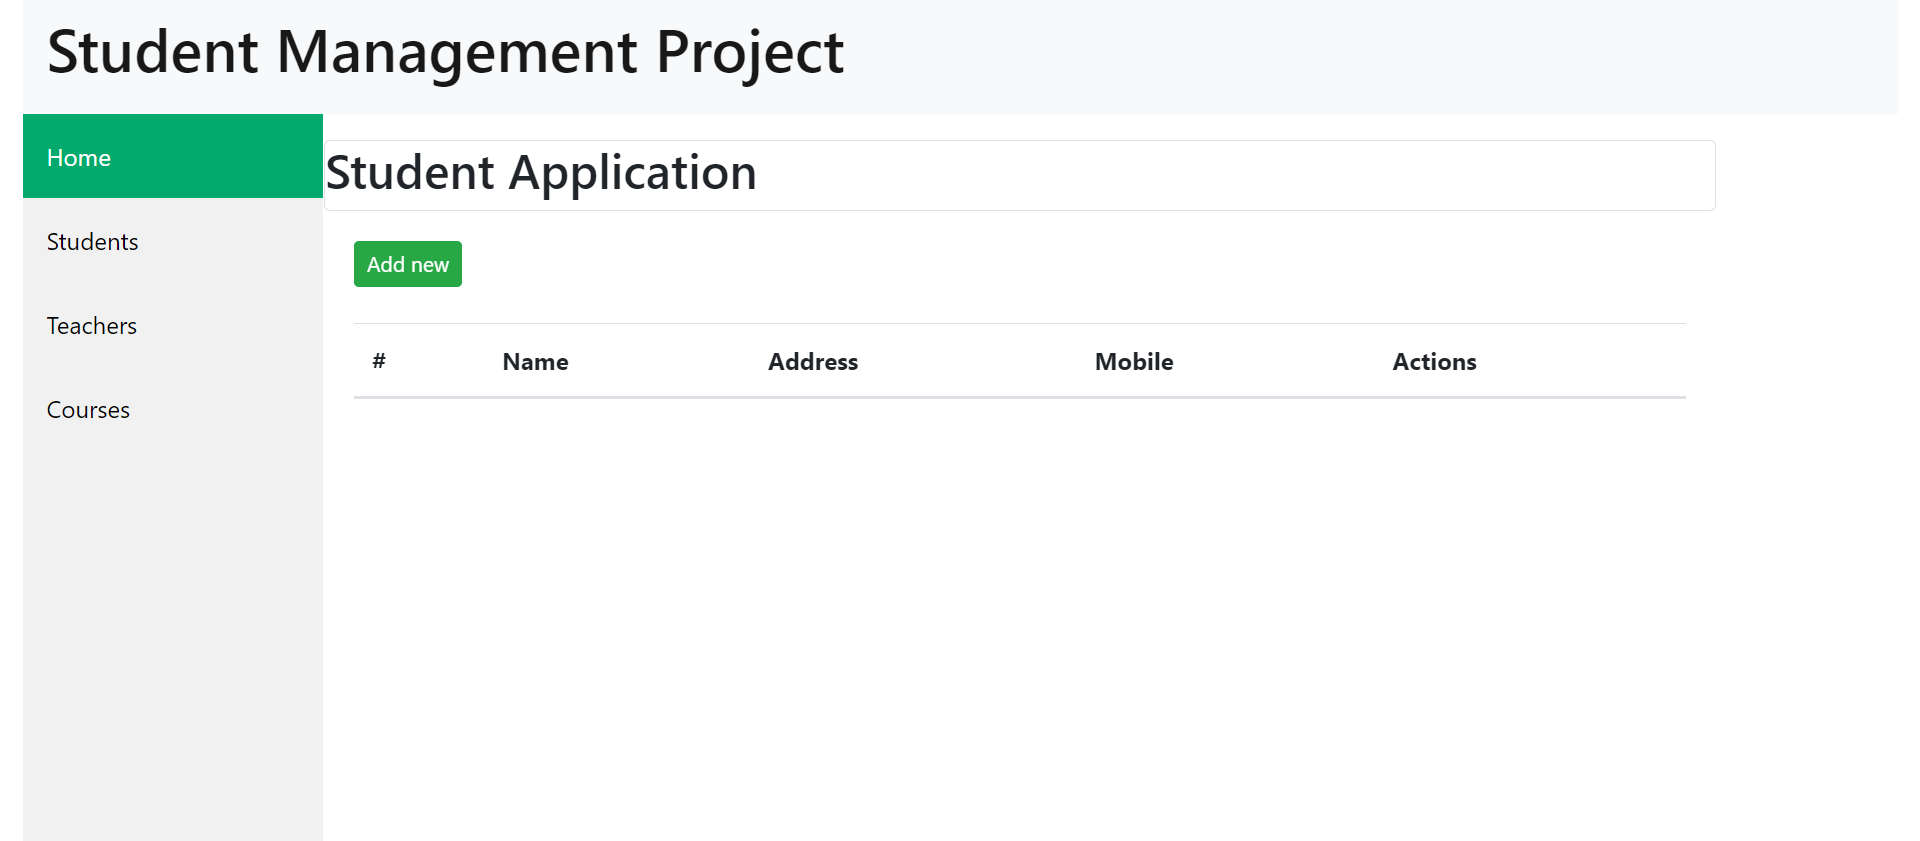 Student Management Project
Home
Students
Teachers
Courses
Student Application
Add new
# Name Address Mobile Actions